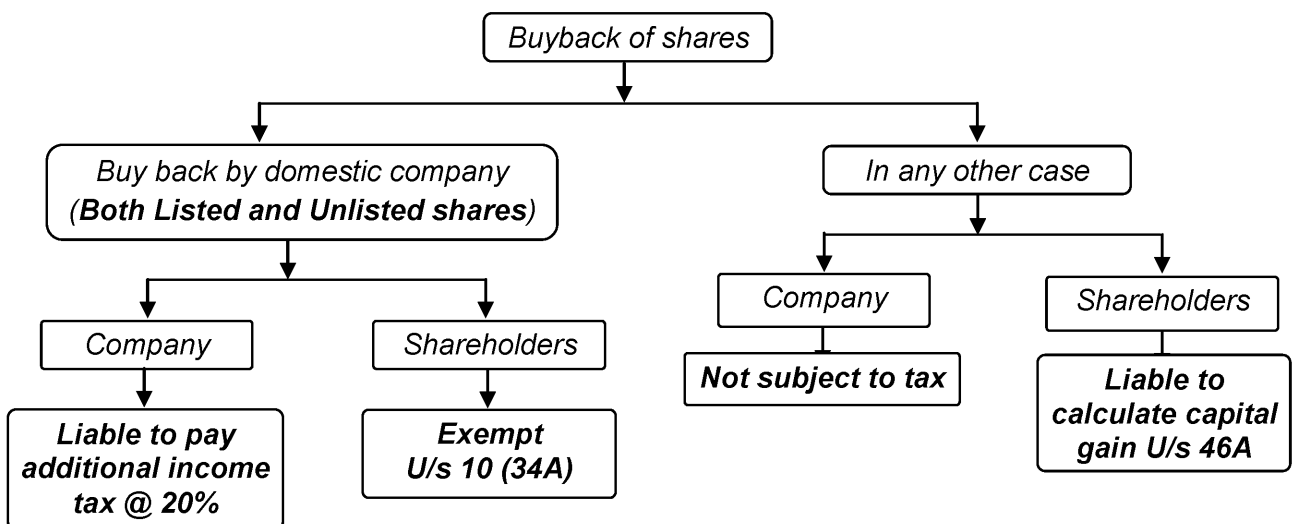 Buyback of shares
Buy back by domestic company
(Both Listed and Unlisted shares)
In any other case
Company
Shareholders
Company
Shareholders
Liable to pay
additional income
tax @ 20%
Exempt
U/s 10 (34A)
Not subject to tax
Liable to
calculate capital
gain U/s 46A